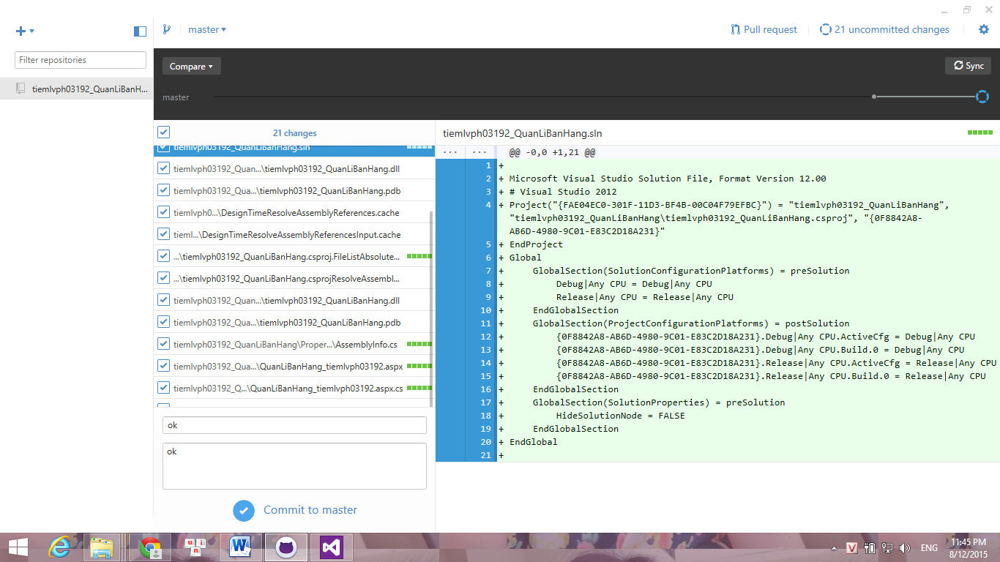 master
Pull request
21 uncommitted changes
Filter repositories
tiemlvph03192_QuanLiBanH...
Compare
Sync
master
21 changes
tiemlvph03192_QuanLiBanHang.sln
tiemlvph03192_Quan...\tiemlvph03192_QuanLiBanHang.dll
tiemlvph03192_Qua...\tiemlvph03192_QuanLiBanHang.pdb
tiemlvph0...\DesignTimeResolveAssemblyReferences.cache
tieml...\DesignTimeResolveAssemblyReferencesInput.cache
...\tiemlvph03192_QuanLiBanHang.csproj.FileListAbsolute...
...\tiemlvph03192_QuanLiBanHang.csprojResolveAssembl...
tiemlvph03192_Quan...\tiemlvph03192_QuanLiBanHang.dll
tiemlvph03192_Qua...\tiemlvph03192_QuanLiBanHang.pdb
tiemlvph03192_QuanLiBanHang\Proper...\AssemblyInfo.cs
tiemlvph03192_Qua...\QuanLiBanHang_tiemlvph03192.aspx
tiemlvph03192_Q...\QuanLiBanHang_tiemlvph03192.aspx.cs
ok
ok
Commit to master
tiemlvph03192_QuanLiBanHang.sln
... ... @@ -0,0 +1,21 @@
1 +
2 + Microsoft Visual Studio Solution File, Format Version 12.00
3 + # Visual Studio 2012
4 + Project("{FAE04EC0-301F-11D3-BF4B-00C04F79EFBC}") = "tiemlvph03192_QuanLiBanHang",
"tiemlvph03192_QuanLiBanHang\tiemlvph03192_QuanLiBanHang.csproj", "{0F8842A8-
AB6D-4980-9C01-E83C2D18A231}"
5 + EndProject
6 + Global
7 + GlobalSection(SolutionConfigurationPlatforms) = preSolution
8 + Debug|Any CPU = Debug|Any CPU
9 + Release|Any CPU = Release|Any CPU
10 + EndGlobalSection
11 + GlobalSection(ProjectConfigurationPlatforms) = postSolution
12 + {0F8842A8-AB6D-4980-9C01-E83C2D18A231}.Debug|Any CPU.ActiveCfg = Debug|Any CPU
13 + {0F8842A8-AB6D-4980-9C01-E83C2D18A231}.Debug|Any CPU.Build.0 = Debug|Any CPU
14 + {0F8842A8-AB6D-4980-9C01-E83C2D18A231}.Release|Any CPU.ActiveCfg = Release|Any CPU
15 + {0F8842A8-AB6D-4980-9C01-E83C2D18A231}.Release|Any CPU.Build.0 = Release|Any CPU
16 + EndGlobalSection
17 + GlobalSection(SolutionProperties) = preSolution
18 + HideSolutionNode = FALSE
19 + EndGlobalSection
20 + EndGlobal
21 +
ENG
11:45 PM
8/12/2015